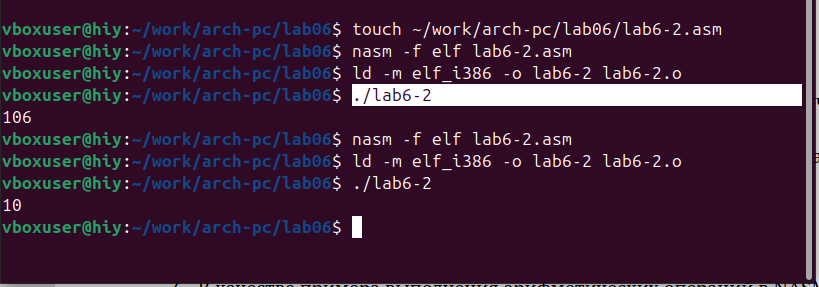 vboxuser@hiy:~/work/arch-pc/lab06$ touch ~/work/arch-pc/lab06/lab6-2.asm
vboxuser@hiy:~/work/arch-pc/lab06$ nasm -f elf lab6-2.asm
vboxuser@hiy:~/work/arch-pc/lab06$ ld -m elf_i386 -o lab6-2 lab6-2.o
vboxuser@hiy:~/work/arch-pc/lab06$ ./lab6-2
106
vboxuser@hiy:~/work/arch-pc/lab06$ nasm -f elf lab6-2.asm
vboxuser@hiy:~/work/arch-pc/lab06$ ld -m elf_i386 -o lab6-2 lab6-2.o
vboxuser@hiy:~/work/arch-pc/lab06$ ./lab6-2
10
vboxuser@hiy:~/work/arch-pc/lab06$